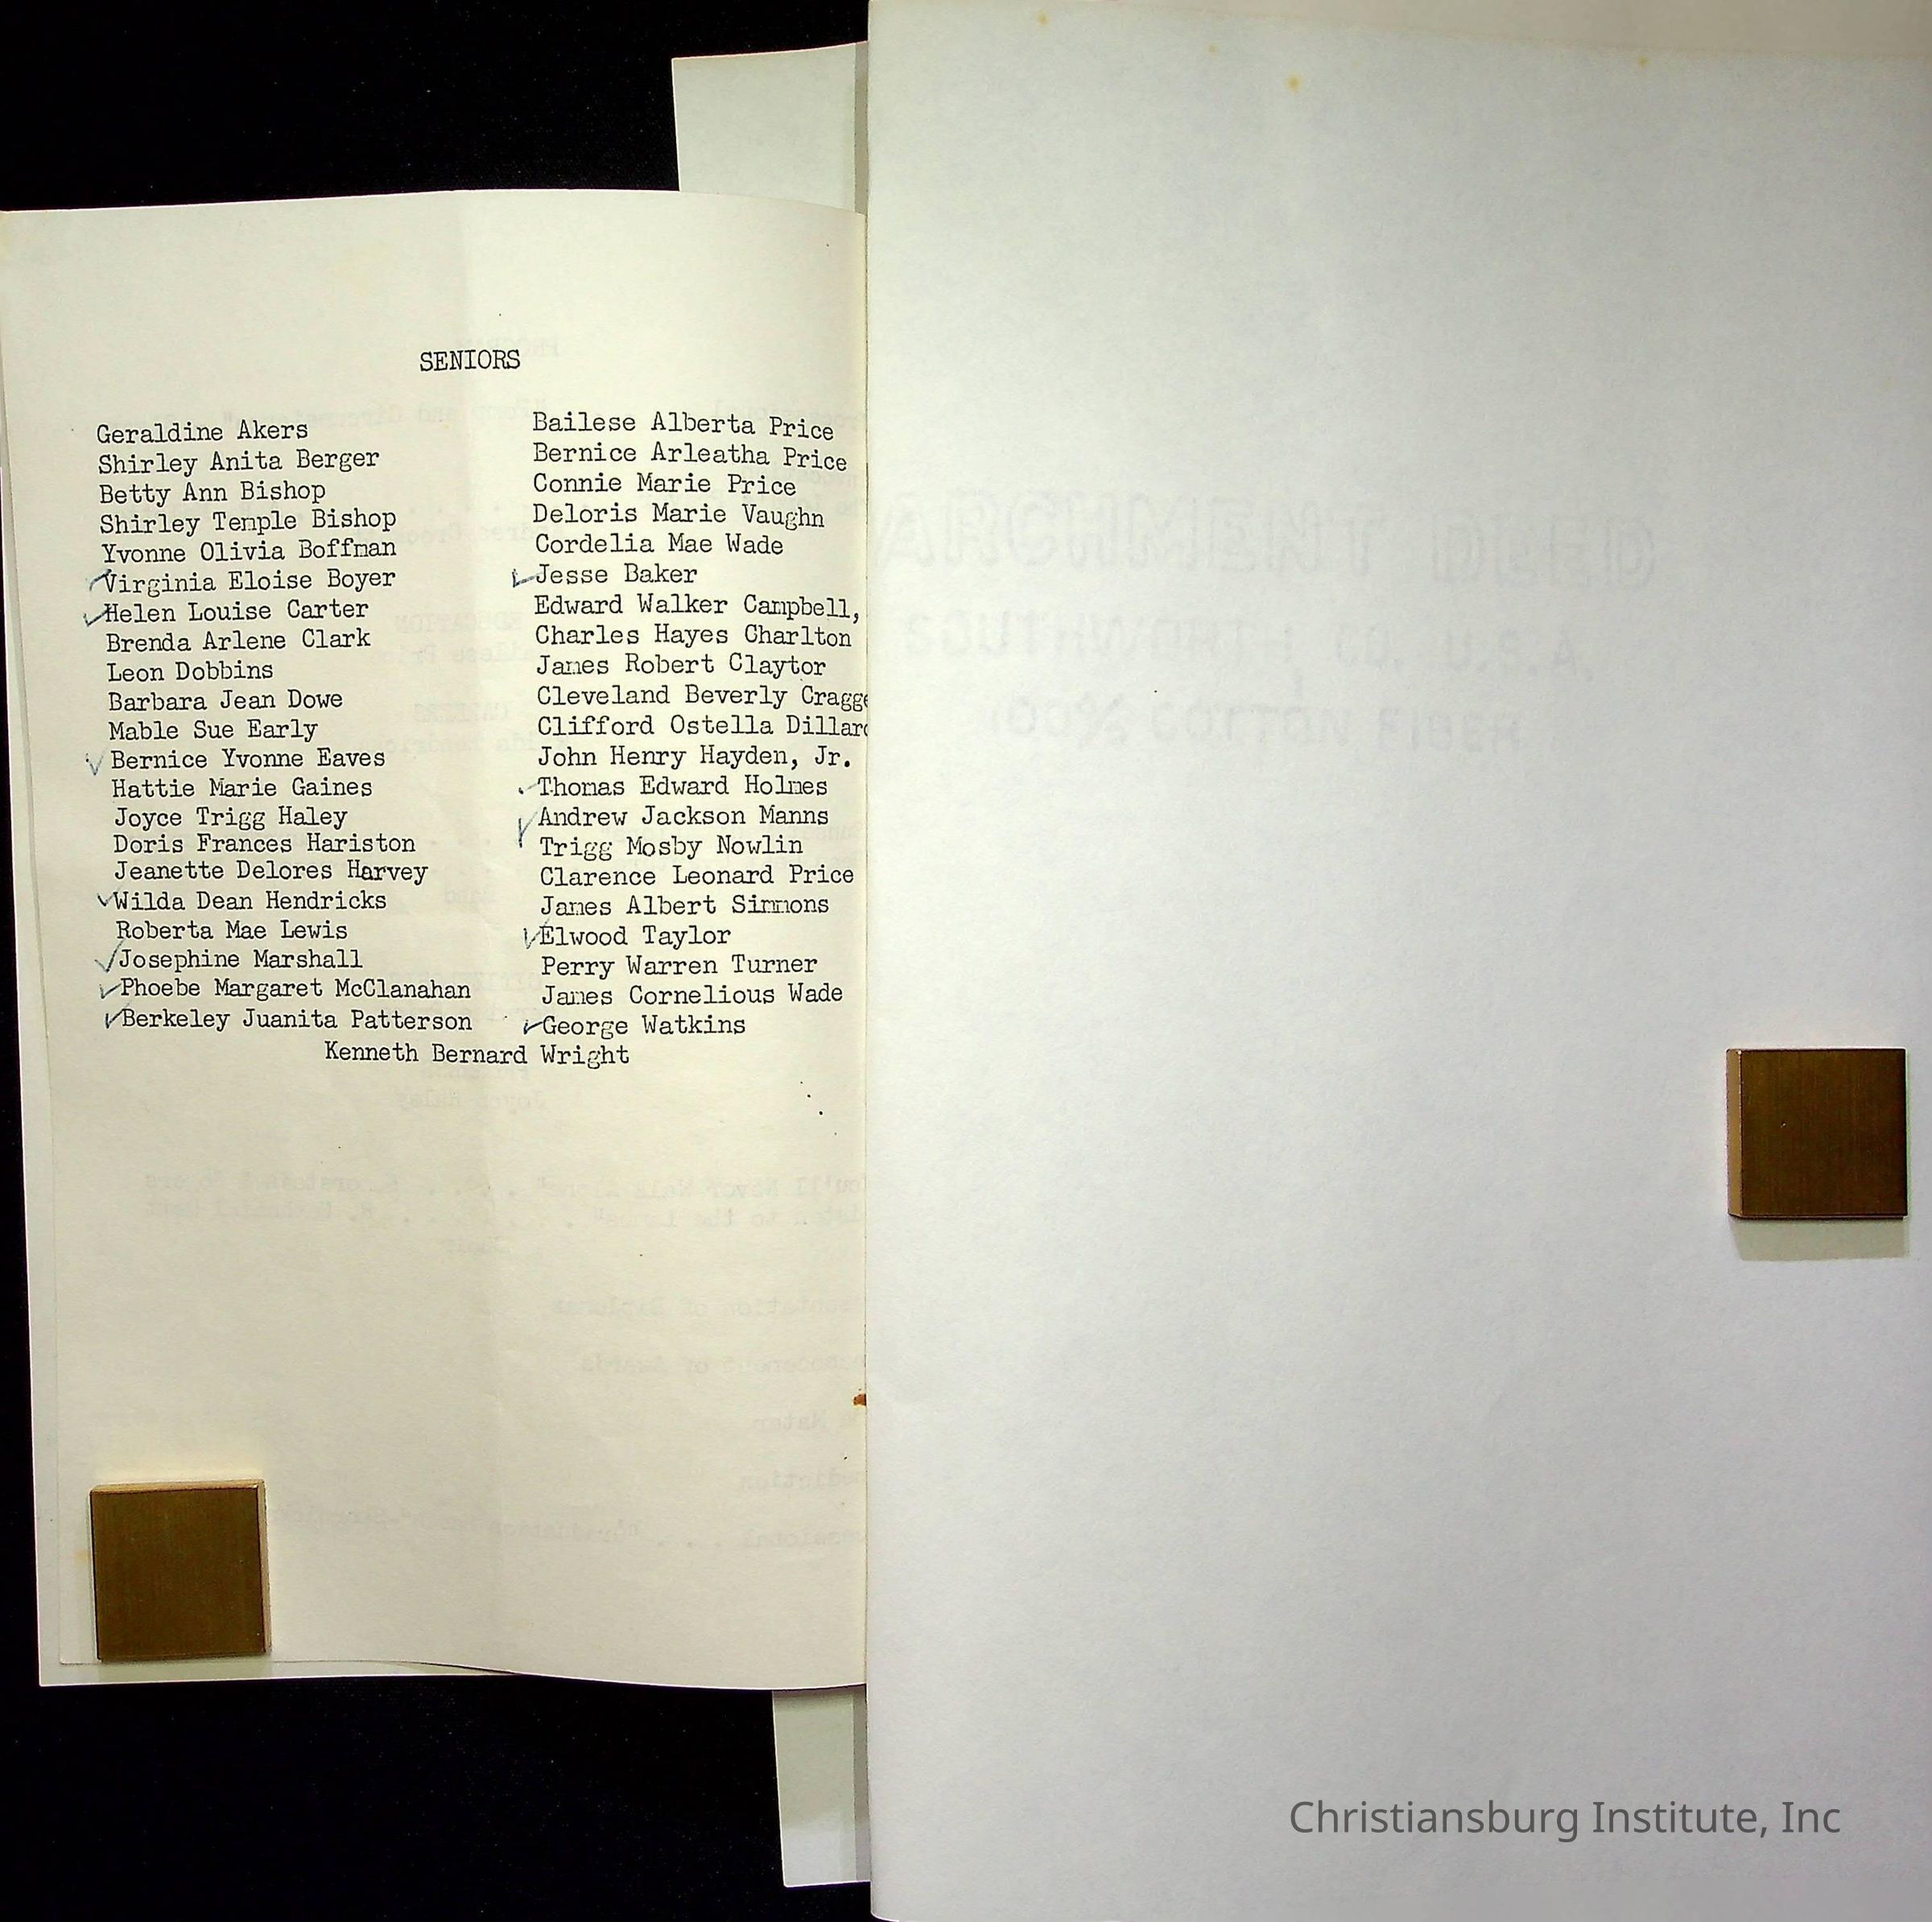 SENIORS
Geraldine Akers
Shirley Anita Berger
Betty Ann Bishop
Shirley Temple Bishop
Yvonne Olivia Boffman
Virginia Eloise Boyer
Helen Louise Carter
Brenda Arlene Clark
Leon Dobbins
Barbara Jean Dowe
Mable Sue Early
Bernice Yvonne Eaves
Hattie Marie Gaines
Joyce Trigg Haley
Doris Frances Hariston
Jeanette Delores Harvey
Wilda Dean Hendricks
Roberta Mae Lewis
Josephine Marshall
Phoebe Margaret McClanahan
Berkeley Juanita Patterson
Bailese Alberta Price
Bernice Arleatha Price
Connie Marie Price
Deloris Marie Vaughn
Cordelia Mae Wade
Jesse Baker
Edward Walker Campbell,
Charles Hayes Charlton
James Robert Claytor
Cleveland Beverly Cragg
Clifford Ostella Dillar
John Henry Hayden, Jr.
Thomas Edward Holmes
Andrew Jackson Manns
Trigg Mosby Nowlin
Clarence Leonard Price
James Albert Simmons
Elwood Taylor
Perry Warren Turner
James Cornelious Wade
George Watkins
Kenneth Bernard Wright
Christiansburg Institute, Inc